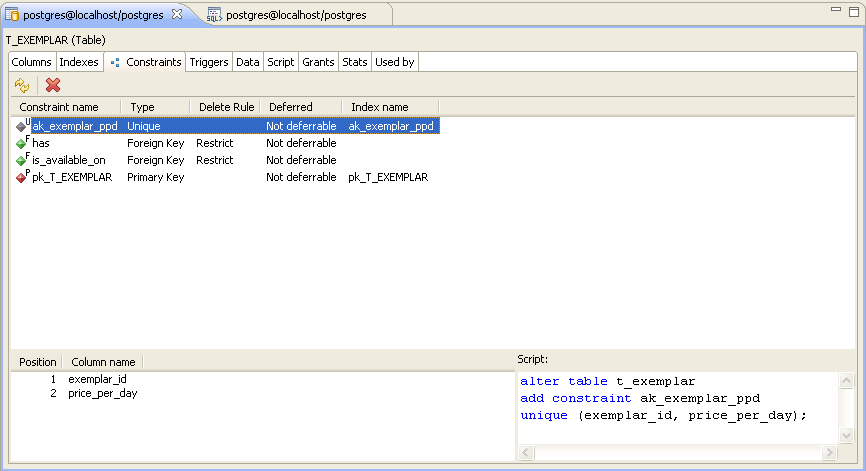 postgres@localhost/postgres SQL> postgres@localhost/postgres
T_EXEMPLAR (Table)
Columns Indexes Constraints Triggers Data Script Grants Stats Used by
Constraint name Type Delete Rule Deferred Index name
U ak_exemplar_ppd Unique Not deferrable ak_exemplar_ppd
F has Foreign Key Restrict Not deferrable
F is_available_on Foreign Key Restrict Not deferrable
P pk_T_EXEMPLAR Primary Key Not deferrable pk_T_EXEMPLAR
Position Column name
1 exemplar_id
2 price_per_day
Script:
alter table t_exemplar
add constraint ak_exemplar_ppd
unique (exemplar_id, price_per_day);